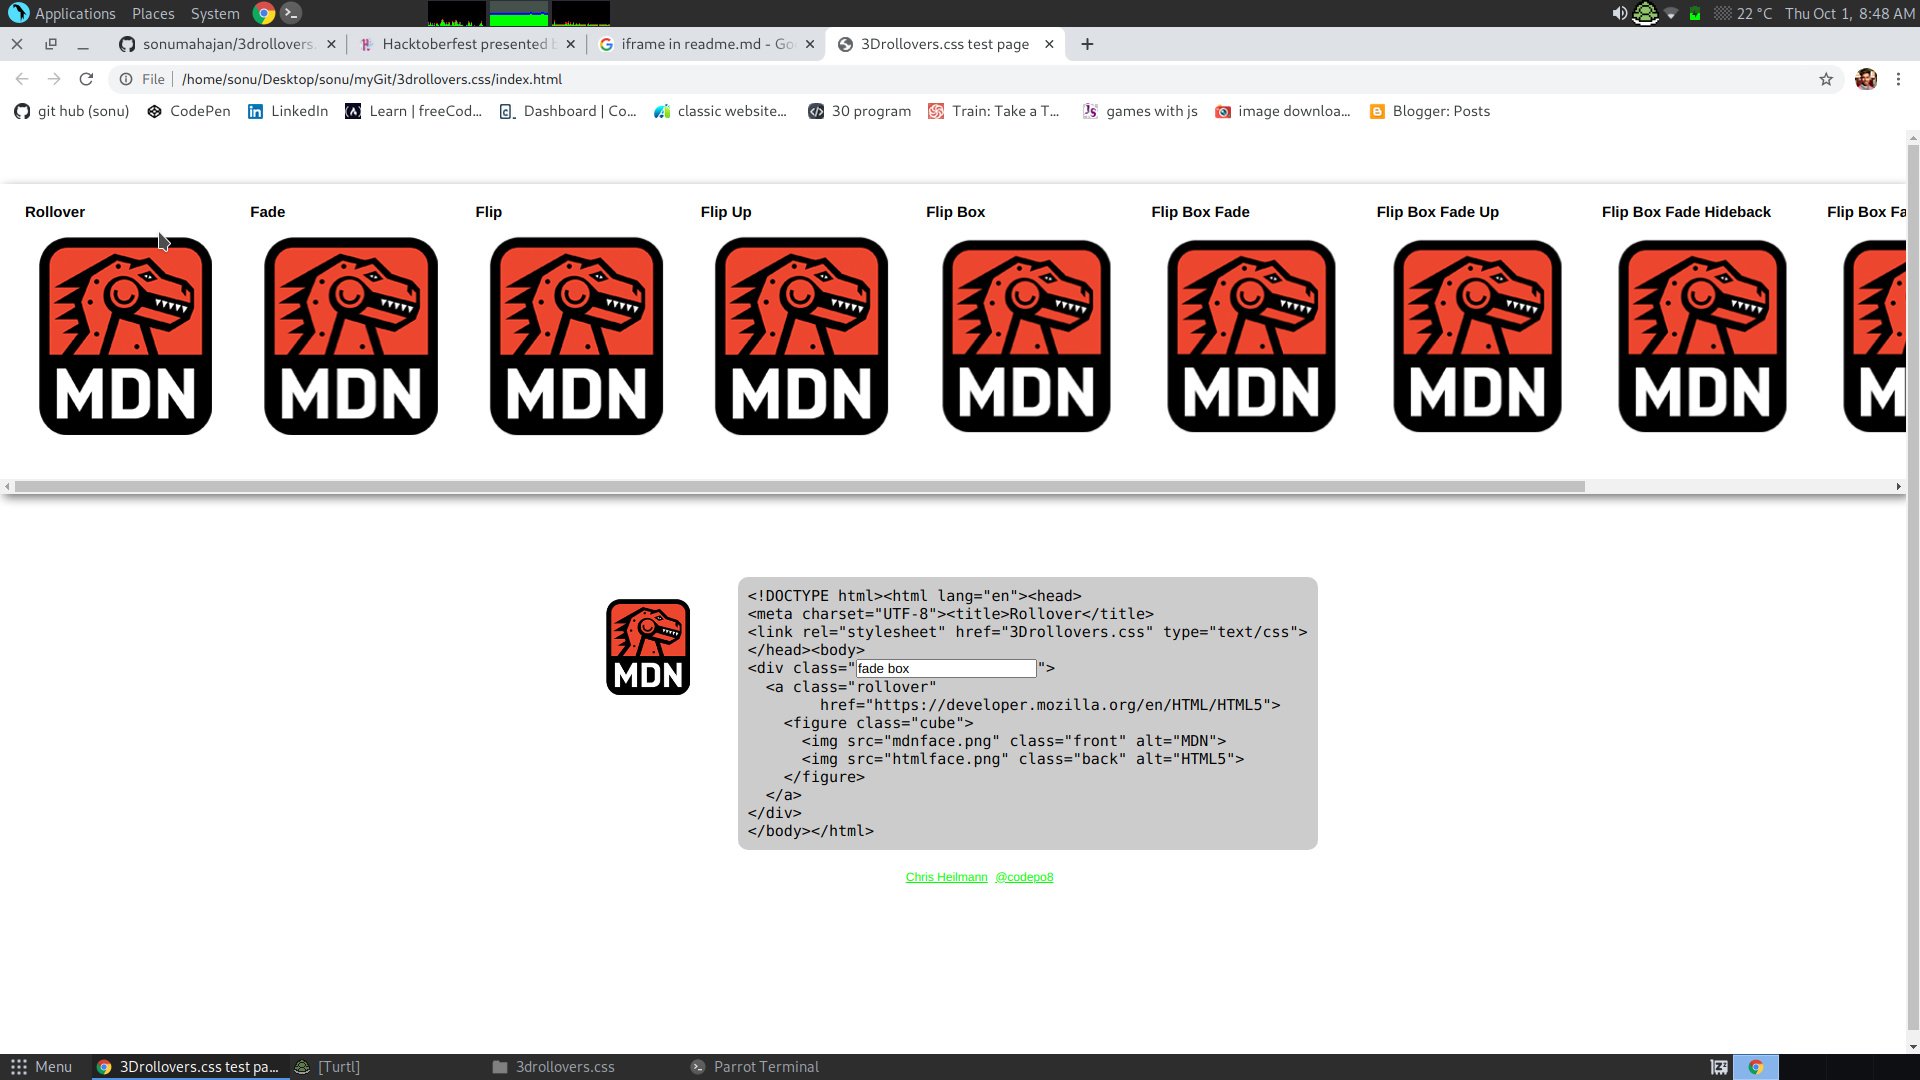 Applications Places System 22 °C Thu Oct 1, 8:48 AM
sonumahajan/3drollovers. Hacktoberfest presented b iframe in readme.md - Go 3Drollovers.css test page
File /home/sonu/Desktop/sonu/myGit/3drollovers.css/index.html
git hub (sonu) CodePen LinkedIn Learn | freeCod... Dashboard | Co... classic website... 30 program Train: Take a T... games with js image downloa... Blogger: Posts
Rollover Fade Flip Flip Up Flip Box Flip Box Fade Flip Box Fade Up Flip Box Fade Hideback Flip Box Fa
MDN MDN MDN MDN MDN MDN MDN MDN M
<!DOCTYPE html><html lang="en"><head>
<meta charset="UTF-8"><title>Rollover</title>
<link rel="stylesheet" href="3Drollovers.css" type="text/css">
</head><body>
<div class="fade box">
<a class="rollover"
href="https://developer.mozilla.org/en/HTML/HTML5">
<figure class="cube">
<img src="mdnface.png" class="front" alt="MDN">
<img src="htmlface.png" class="back" alt="HTML5">
</figure>
</a>
</div>
</body></html>
MDN
Chris Heilmann @codepo8
Menu 3Drollovers.css test pa... [Turtl] 3drollovers.css Parrot Terminal